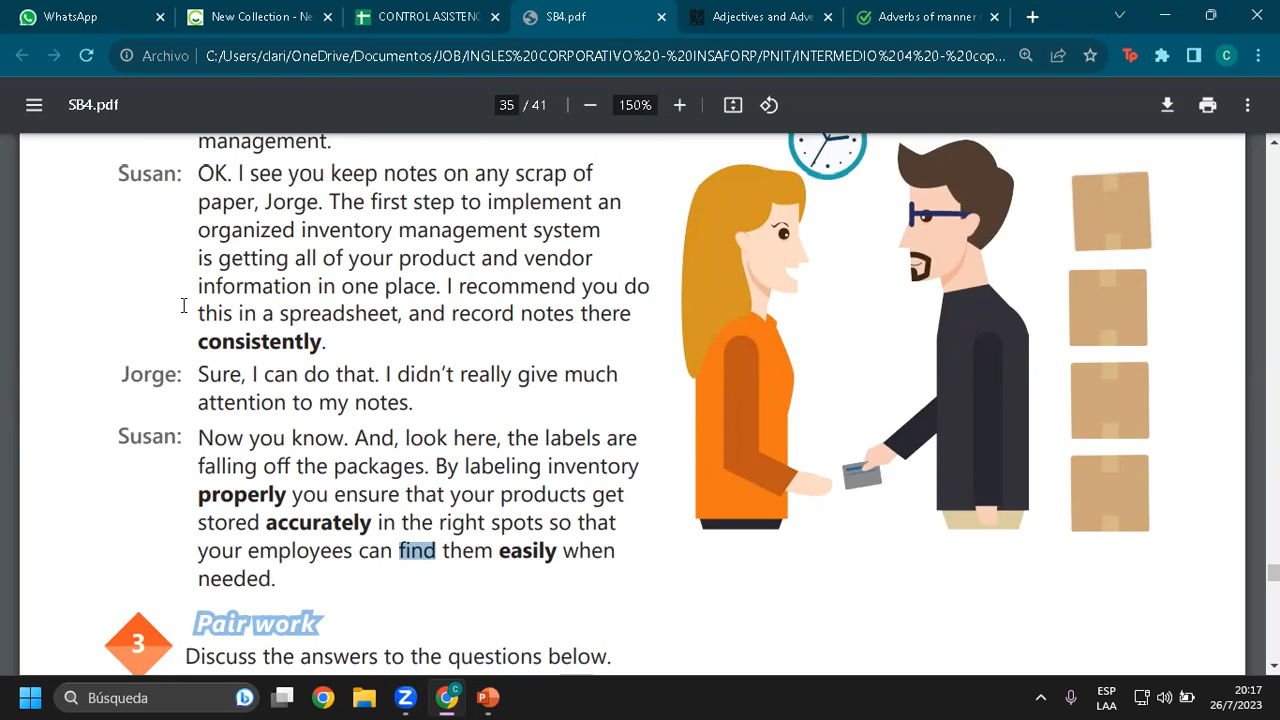 WhatsApp
New Collection - Ne
CONTROL ASISTENC
SB4.pdf
Adjectives and Adve
Adverbs of manner
Archivo
C:/Users/clari/OneDrive/Documentos/JOB/INGLES%20CORPORATIVO%20-%20INSAFORP/PNIT/INTERMEDIO%204%20-%20cop...
SB4.pdf
35 / 41
150%
management.
Susan: OK. I see you keep notes on any scrap of
paper, Jorge. The first step to implement an
organized inventory management system
is getting all of your product and vendor
information in one place. I recommend you do
this in a spreadsheet, and record notes there
consistently.
Jorge: Sure, I can do that. I didn't really give much
attention to my notes.
Susan: Now you know. And, look here, the labels are
falling off the packages. By labeling inventory
properly you ensure that your products get
stored accurately in the right spots so that
your employees can find them easily when
needed.
3
Pair work
Discuss the answers to the questions below.
Búsqueda
ESP
LAA
20:17
26/7/2023